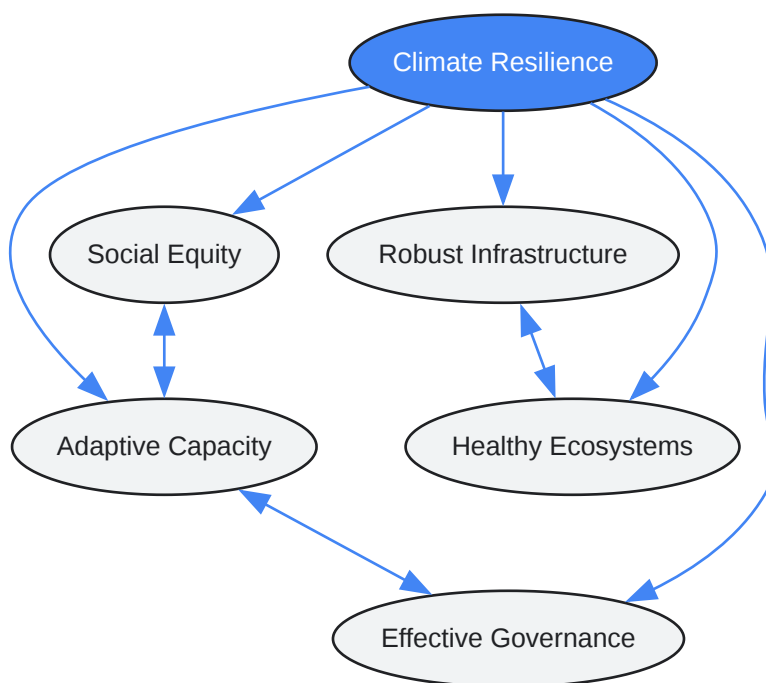 Climate Resilience
Social Equity
Robust Infrastructure
Adaptive Capacity
Healthy Ecosystems
Effective Governance